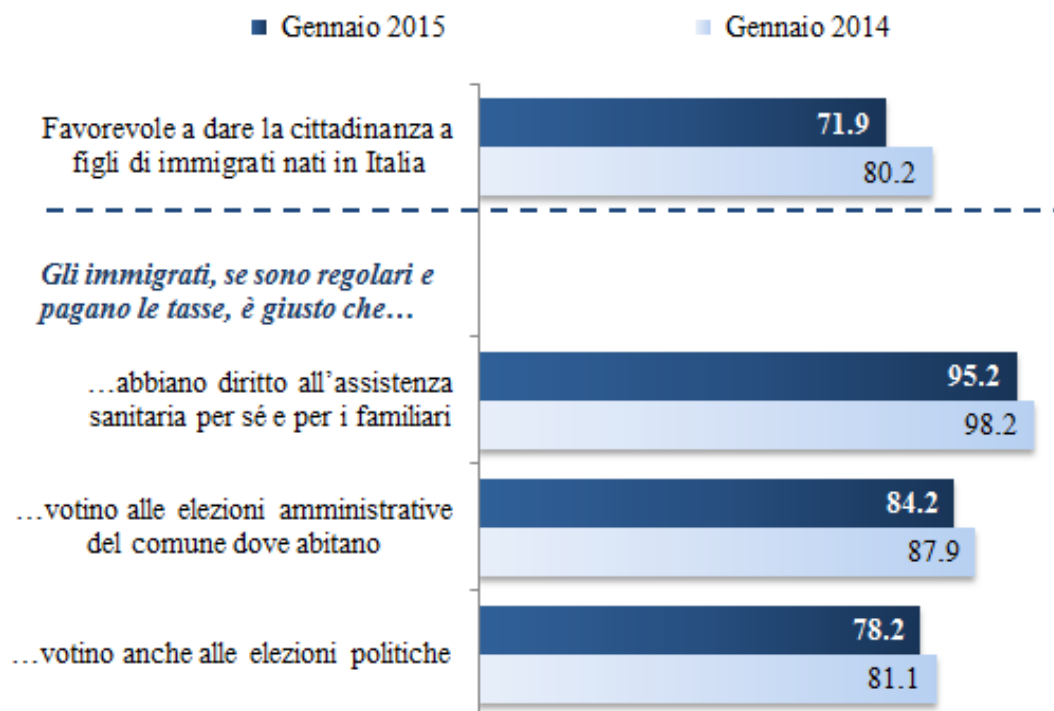 Gennaio 2015 Gennaio 2014
Favorevole a dare la cittadinanza a
figli di immigrati nati in Italia
71.9
80.2
Gli immigrati, se sono regolari e
pagano le tasse, è giusto che…
…abbiano diritto all’assistenza
sanitaria per sé e per i familiari
95.2
98.2
…votino alle elezioni amministrative
del comune dove abitano
84.2
87.9
…votino anche alle elezioni politiche
78.2
81.1